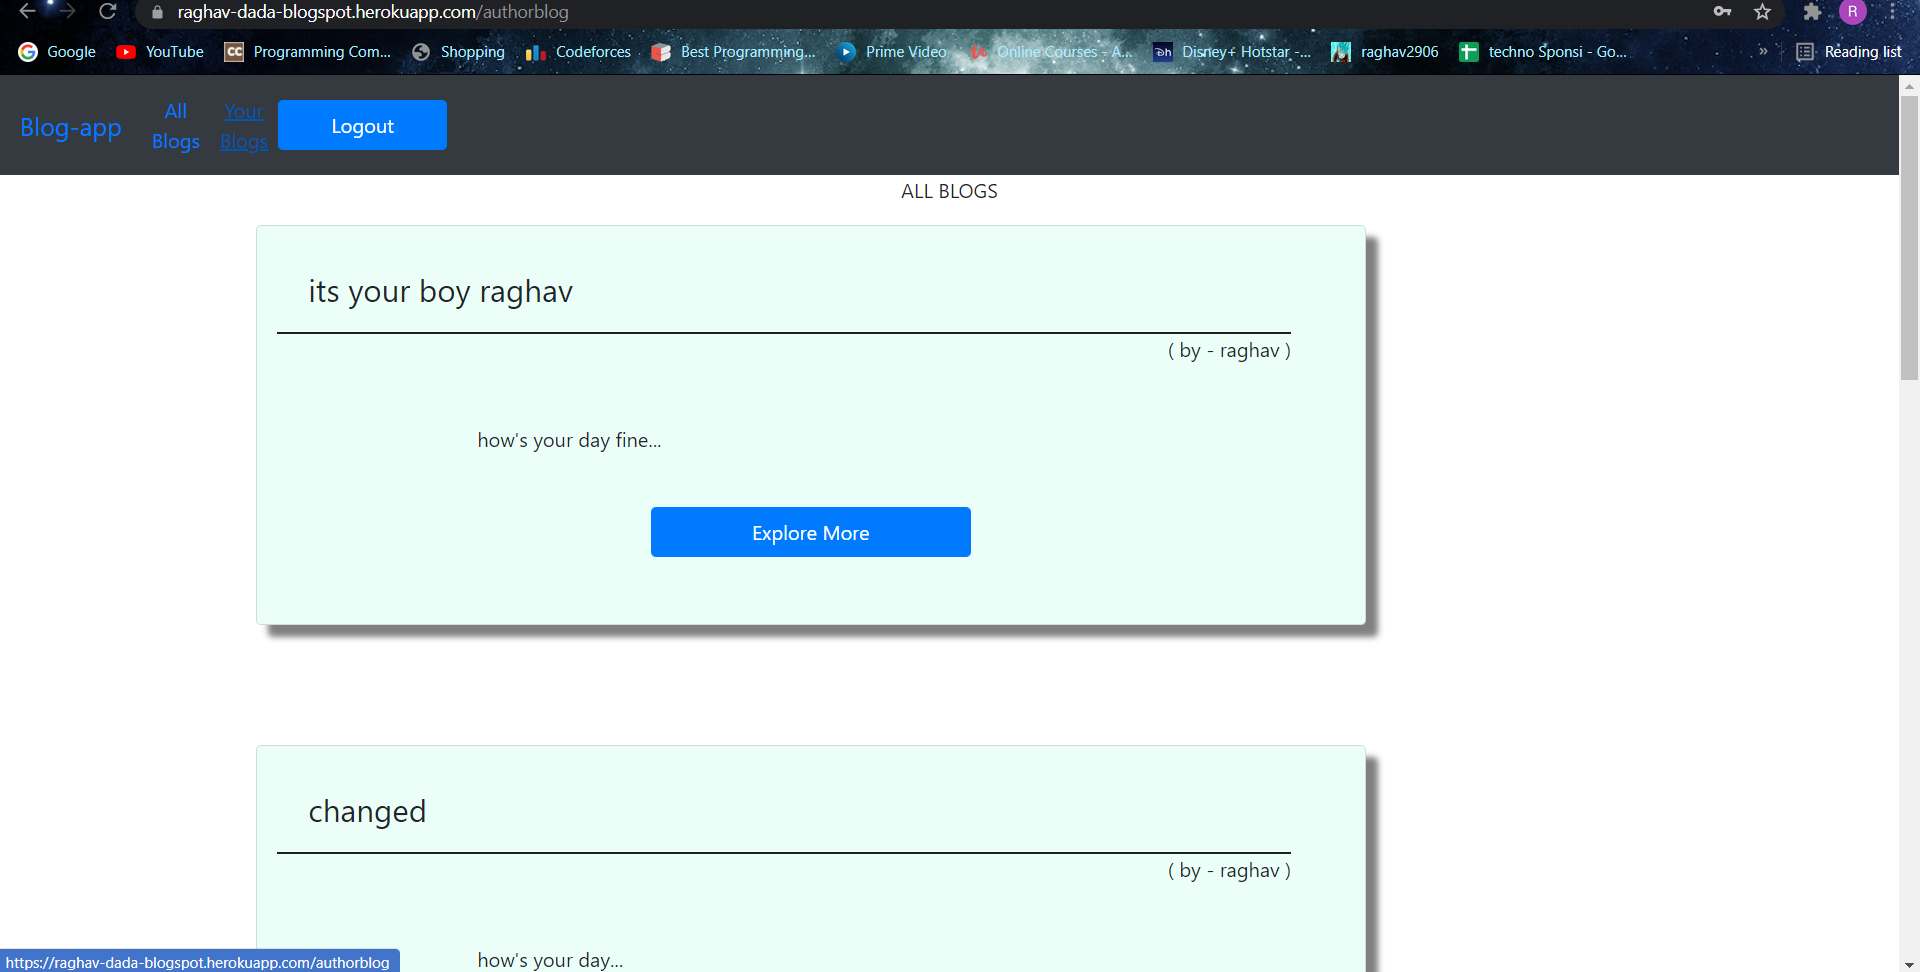 raghav-dada-blogspot.herokuapp.com/authorblog
R
Google YouTube CC Programming Com... Shopping Codeforces Best Programming... Prime Video Online Courses - A... Disney+ Hotstar -... raghav2906 techno Sponsi - Go... » Reading list
Blog-app
All
Blogs
Your
Blogs
Logout
ALL BLOGS
its your boy raghav
( by - raghav )
how's your day fine...
Explore More
changed
( by - raghav )
how's your day...
https://raghav-dada-blogspot.herokuapp.com/authorblog